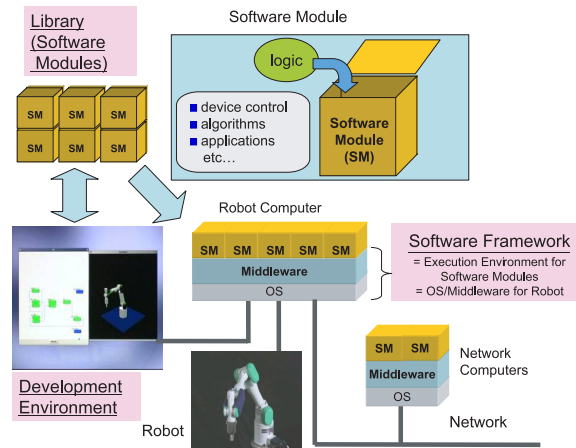 Library
(Software
Modules)
SM SM SM
SM SM SM
Software Module
logic
device control
algorithms
applications
etc…
Software
Module
(SM)
Robot Computer
SM SM SM SM SM
Middleware
OS
Software Framework
= Execution Environment for
Software Modules
= OS/Middleware for Robot
Development
Environment
Robot
SM SM
Middleware
OS
Network
Computers
Network